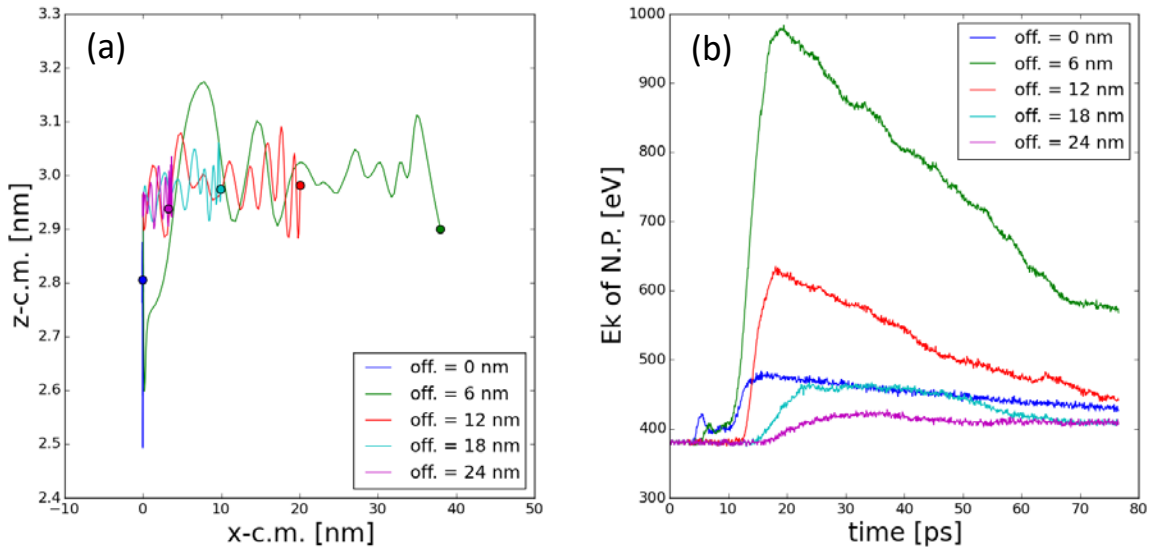 (a)
3.3
3.2
3.1
3.0
2.9
2.8
2.7
2.6
2.5
2.4
z-c.m. [nm]
−10
0
10
20
30
40
50
x-c.m. [nm]
off. = 0 nm
off. = 6 nm
off. = 12 nm
off. = 18 nm
off. = 24 nm
(b)
1000
900
800
700
600
500
400
300
Ek of N.P. [eV]
0
10
20
30
40
50
60
70
80
time [ps]
off. = 0 nm
off. = 6 nm
off. = 12 nm
off. = 18 nm
off. = 24 nm